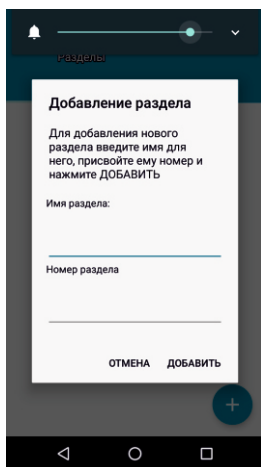 Разделы
Добавление раздела
Для добавления нового
раздела введите имя для
него, присвойте ему номер и
нажмите ДОБАВИТЬ
Имя раздела:
Номер раздела
ОТМЕНА ДОБАВИТЬ